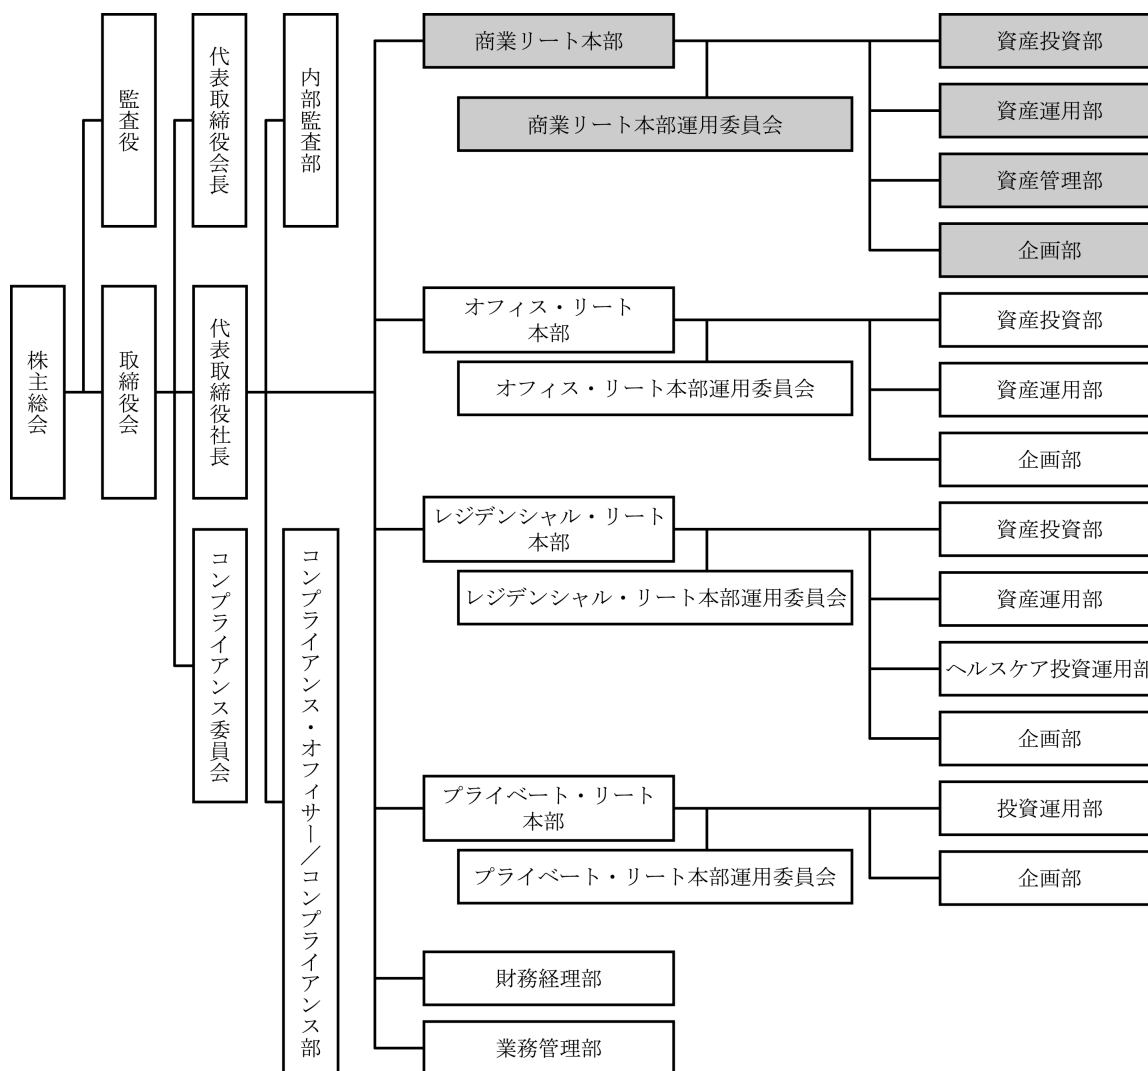 株主総会
監査役
取締役会
代表取締役会長
代表取締役社長
コンプライアンス委員会
内部監査部
コンプライアンス・オフィサー／コンプライアンス部
商業リート本部
商業リート本部運用委員会
資産投資部
資産運用部
資産管理部
企画部
オフィス・リート
本部
オフィス・リート本部運用委員会
資産投資部
資産運用部
企画部
レジデンシャル・リート
本部
レジデンシャル・リート本部運用委員会
資産投資部
資産運用部
ヘルスケア投資運用部
企画部
プライベート・リート
本部
プライベート・リート本部運用委員会
投資運用部
企画部
財務経理部
業務管理部